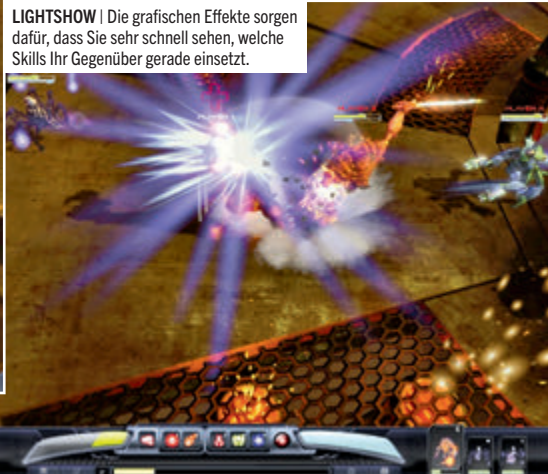 LIGHTSHOW | Die grafischen Effekte sorgen
dafür, dass Sie sehr schnell sehen, welche
Skills Ihr Gegenüber gerade einsetzt.